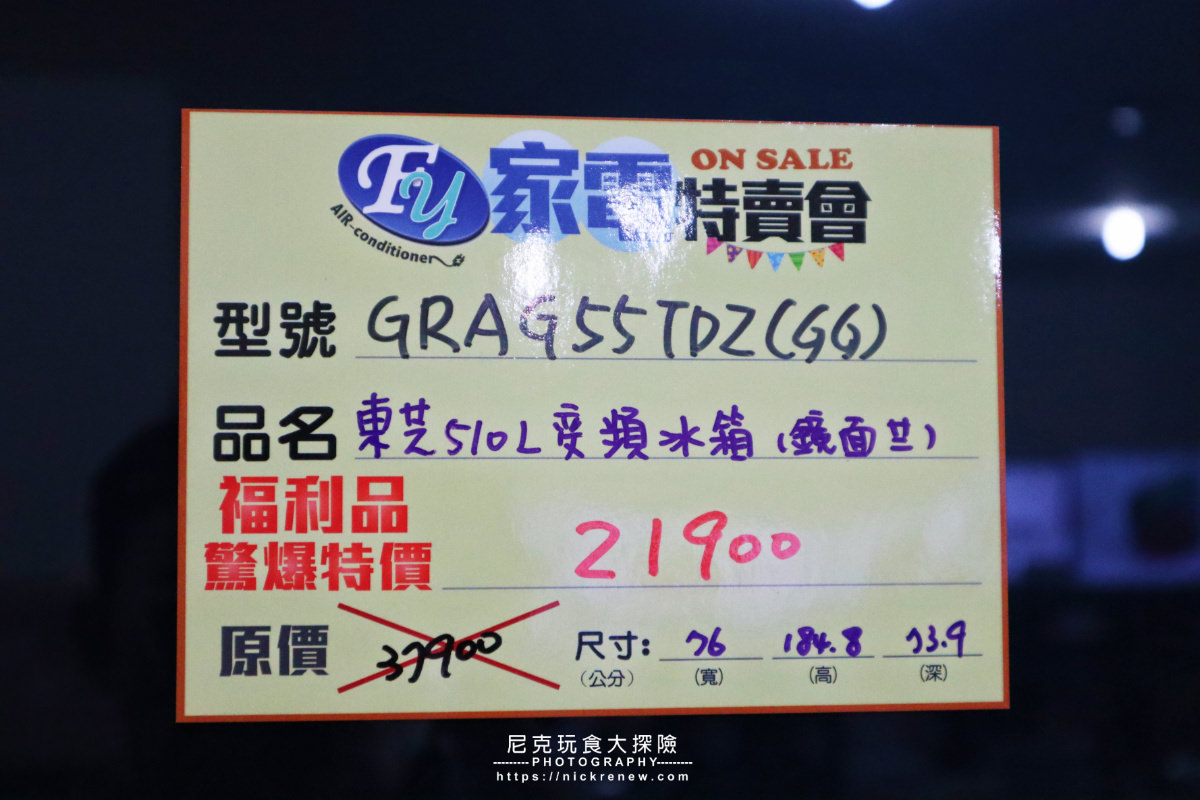 Fy 家電 ON SALE
特賣會
AIR-conditioner
型號 GRAG55TDZ(GG)
品名 東芝510L变頻冰箱(鏡面廿)
福利品
驚爆特價 21900
原價 37900 尺寸: 76 184.8 73.9
(公分) (寬) (高) (深)
尼克玩食大探險
--------PHOTOGRAPHY--------
https://nickrenew.com